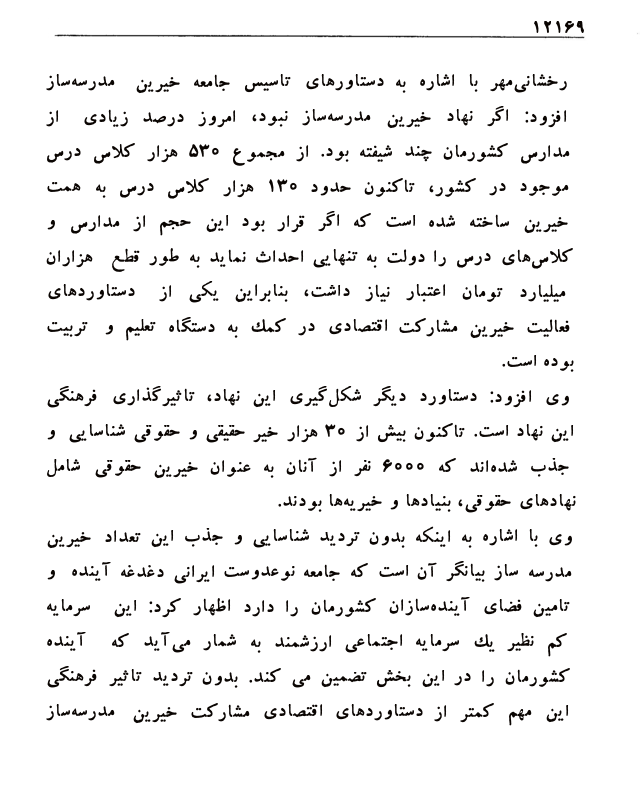 ۱۲۱۶۹
رخشانی‌مهر با اشاره به دستاورهای تاسیس جامعه خیرین مدرسه‌ساز
افزود: اگر نهاد خیرین مدرسه‌ساز نبود، امروز درصد زیادی از
مدارس کشورمان چند شیفته بود. از مجموع ۵۳۰ هزار کلاس درس
موجود در کشور، تاکنون حدود ۱۳۰ هزار کلاس درس به همت
خیرین ساخته شده است که اگر قرار بود این حجم از مدارس و
کلاس‌های درس را دولت به تنهایی احداث نماید به طور قطع هزاران
میلیارد تومان اعتبار نیاز داشت، بنابراین یکی از دستاوردهای
فعالیت خیرین مشارکت اقتصادی در کمك به دستگاه تعلیم و تربیت
بوده است.
وی افزود: دستاورد دیگر شکل‌گیری این نهاد، تاثیرگذاری فرهنگی
این نهاد است. تاکنون بیش از ۳۰ هزار خیر حقیقی و حقوقی شناسایی و
جذب شده‌اند که ۶۰۰۰ نفر از آنان به عنوان خیرین حقوقی شامل
نهادهای حقوقی، بنیادها و خیریه‌ها بودند.
وی با اشاره به اینکه بدون تردید شناسایی و جذب این تعداد خیرین
مدرسه ساز بیانگر آن است که جامعه نوعدوست ایرانی دغدغه آینده و
تامین فضای آینده‌سازان کشورمان را دارد اظهار کرد: این سرمایه
کم نظیر یك سرمایه اجتماعی ارزشمند به شمار می‌آید که آینده
کشورمان را در این بخش تضمین می کند. بدون تردید تاثیر فرهنگی
این مهم کمتر از دستاوردهای اقتصادی مشارکت خیرین مدرسه‌ساز